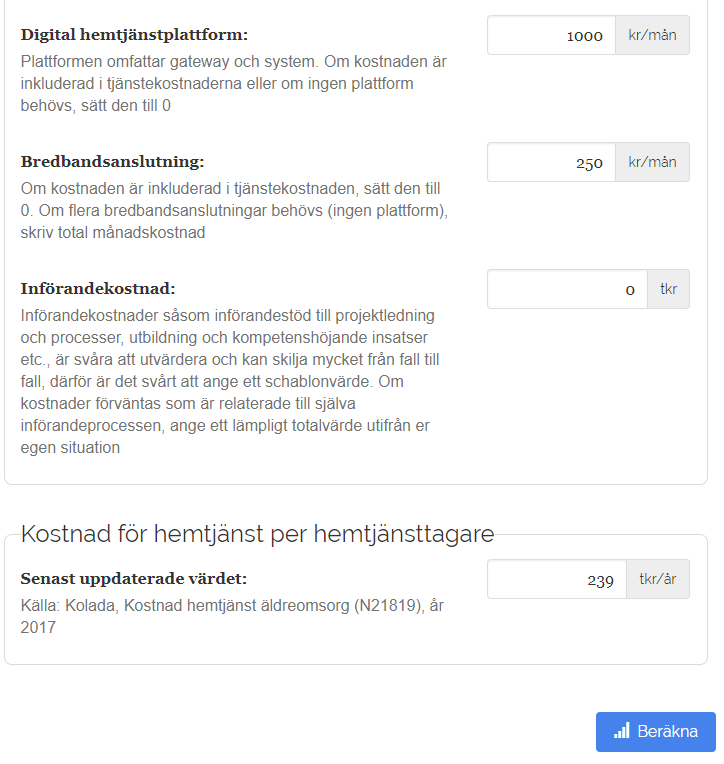 Digital hemtjänstplattform:
1000 kr/mån
Plattformen omfattar gateway och system. Om kostnaden är
inkluderad i tjänstekostnaderna eller om ingen plattform
behövs, sätt den till 0
Bredbandsanslutning:
250 kr/mån
Om kostnaden är inkluderad i tjänstekostnaden, sätt den till
0. Om flera bredbandsanslutningar behövs (ingen plattform),
skriv total månadskostnad
Införandekostnad:
0 tkr
Införandekostnader såsom införandestöd till projektledning
och processer, utbildning och kompetenshöjande insatser
etc., är svåra att utvärdera och kan skilja mycket från fall till
fall, därför är det svårt att ange ett schablonvärde. Om
kostnader förväntas som är relaterade till själva
införandeprocessen, ange ett lämpligt totalvärde utifrån er
egen situation
Kostnad för hemtjänst per hemtjänsttagare
Senast uppdaterade värdet:
239 tkr/år
Källa: Kolada, Kostnad hemtjänst äldreomsorg (N21819), år
2017
Beräkna